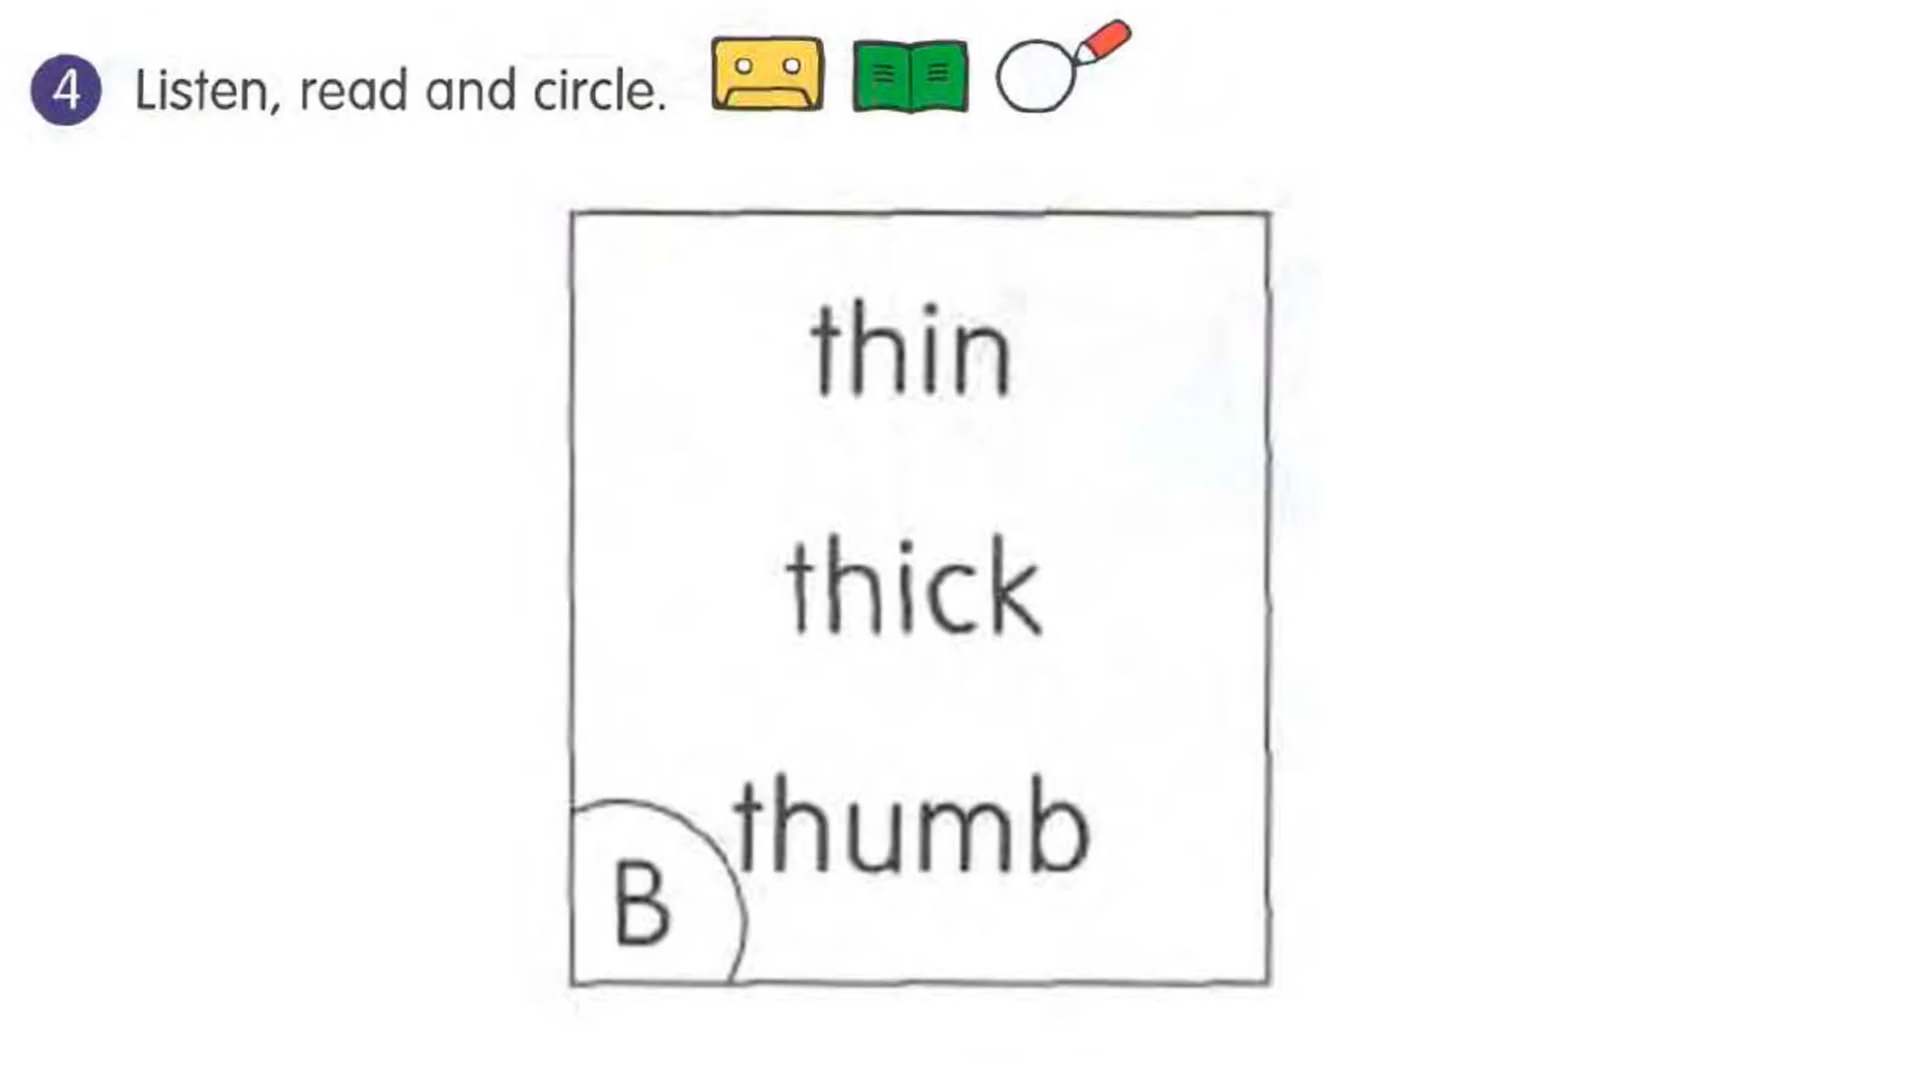 4 Listen, read and circle.
thin
thick
thumb
B